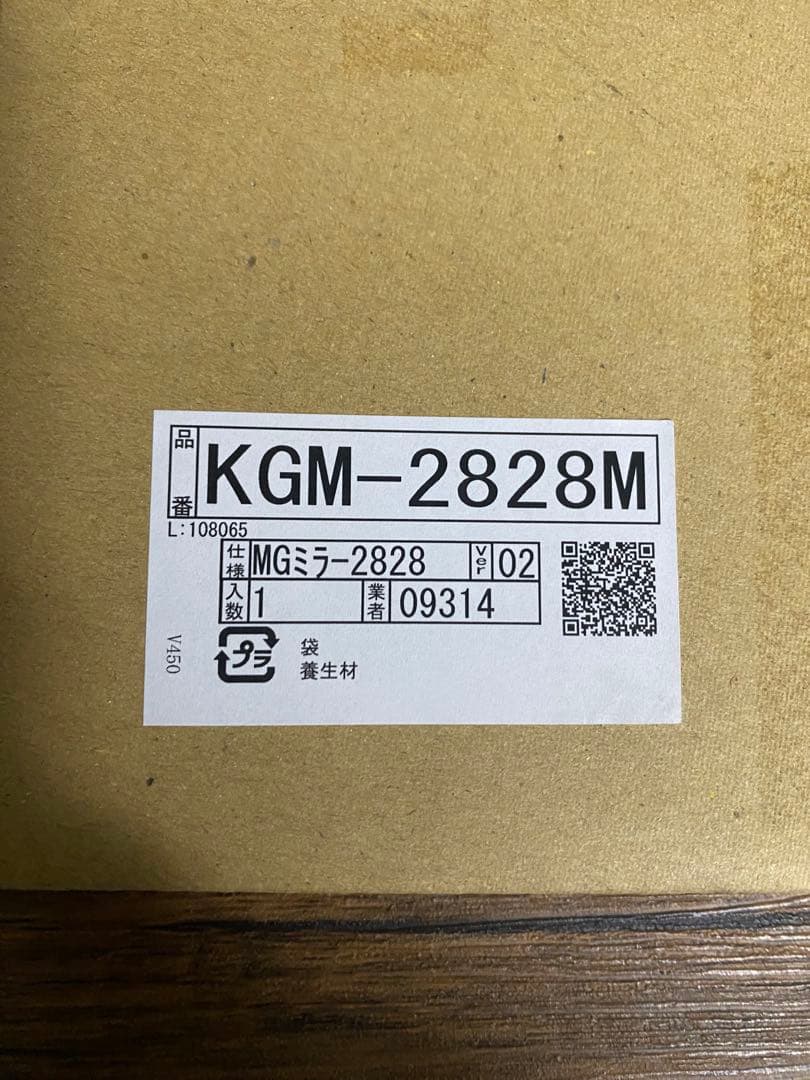 品番 KGM-2828M
L:108065
仕様 MGミラー2828 Ver 02
入数 1 業者 09314
プラ 袋
養生材
V450